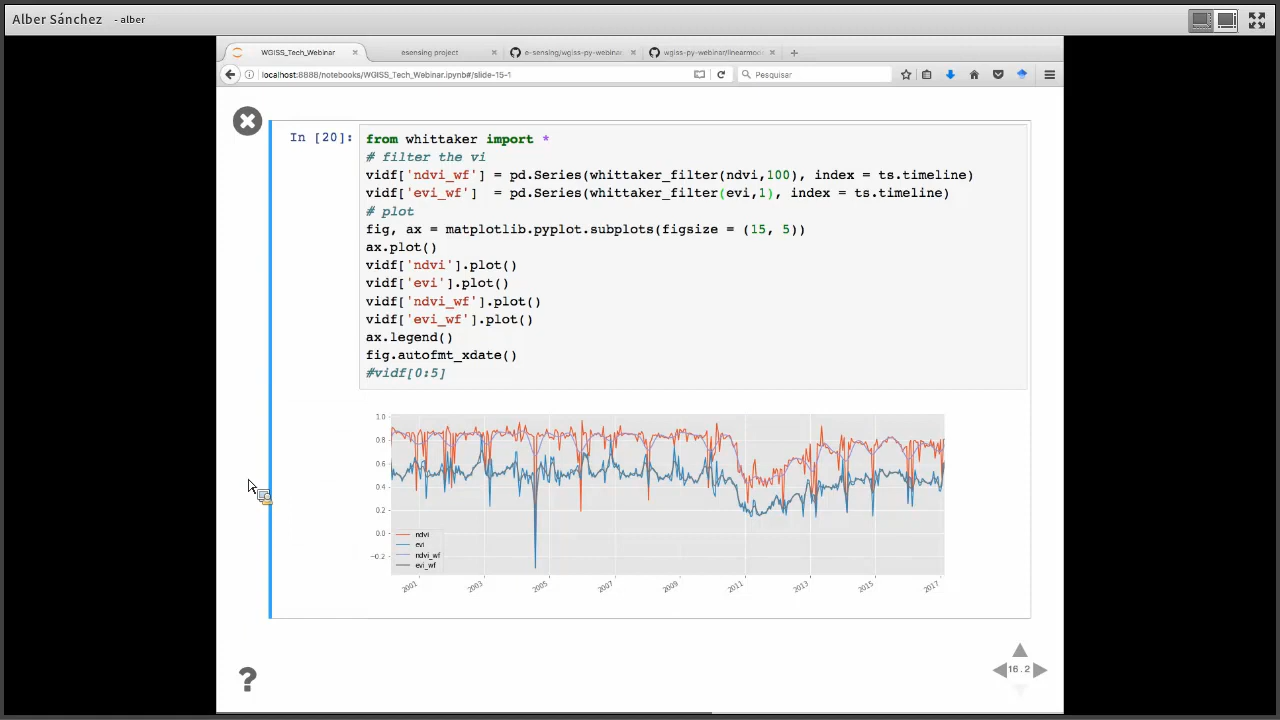 Alber Sánchez - alber
WGISS_Tech_Webinar
esensing project
e-sensing/wgiss-py-webinar
wgiss-py-webinar/linearmod
localhost:8888/notebooks/WGISS_Tech_Webinar.ipynb#/slide-15-1
Pesquisar
In [20]:
from whittaker import *
# filter the vi
vidf['ndvi_wf'] = pd.Series(whittaker_filter(ndvi,100), index = ts.timeline)
vidf['evi_wf']  = pd.Series(whittaker_filter(evi,1), index = ts.timeline)
# plot
fig, ax = matplotlib.pyplot.subplots(figsize = (15, 5))
ax.plot()
vidf['ndvi'].plot()
vidf['evi'].plot()
vidf['ndvi_wf'].plot()
vidf['evi_wf'].plot()
ax.legend()
fig.autofmt_xdate()
#vidf[0:5]
1.0
0.8
0.6
0.4
0.2
0.0
−0.2
ndvi
evi
ndvi_wf
evi_wf
2001 2003 2005 2007 2009 2011 2013 2015 2017
?
16.2